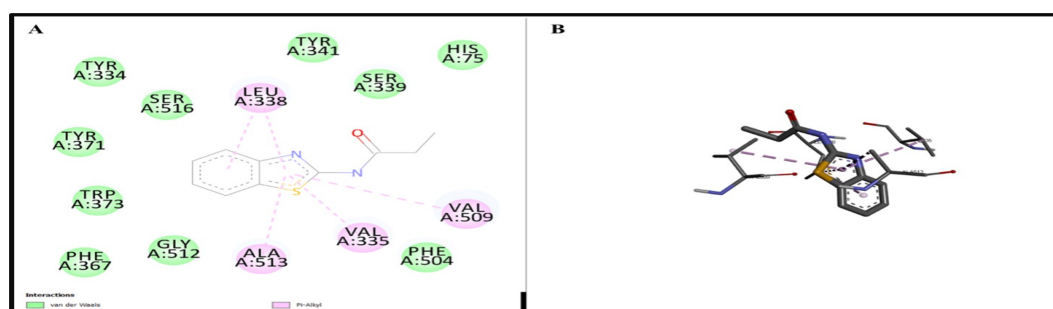 A
B
TYR
A:341
HIS
A:75
TYR
A:334
SER
A:339
SER
A:516
LEU
A:338
TYR
A:371
O
N
N
S
TRP
A:373
VAL
A:509
VAL
A:335
PHE
A:367
GLY
A:512
ALA
A:513
PHE
A:504
Interactions
van der Waals
Pi-Alkyl